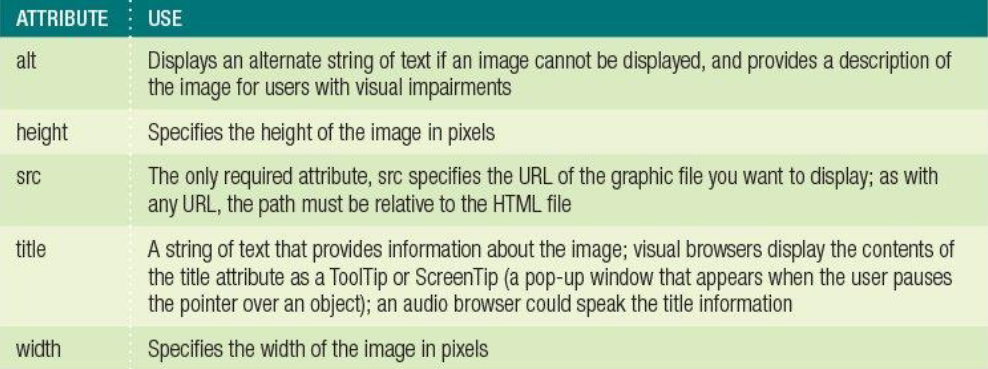 ATTRIBUTE USE
alt Displays an alternate string of text if an image cannot be displayed, and provides a description of
the image for users with visual impairments
height Specifies the height of the image in pixels
src The only required attribute, src specifies the URL of the graphic file you want to display; as with
any URL, the path must be relative to the HTML file
title A string of text that provides information about the image; visual browsers display the contents of
the title attribute as a ToolTip or ScreenTip (a pop-up window that appears when the user pauses
the pointer over an object); an audio browser could speak the title information
width Specifies the width of the image in pixels